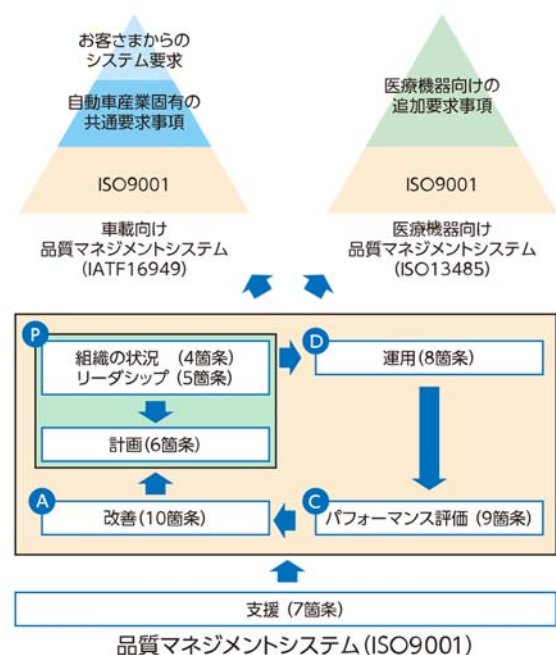 お客さまからの
システム要求
自動車産業固有の
共通要求事項
ISO9001
車載向け
品質マネジメントシステム
(IATF16949)
医療機器向けの
追加要求事項
ISO9001
医療機器向け
品質マネジメントシステム
(ISO13485)
P
組織の状況 (4箇条)
リーダシップ (5箇条)
計画(6箇条)
D
運用(8箇条)
A
改善(10箇条)
C
パフォーマンス評価 (9箇条)
支援 (7箇条)
品質マネジメントシステム(ISO9001)